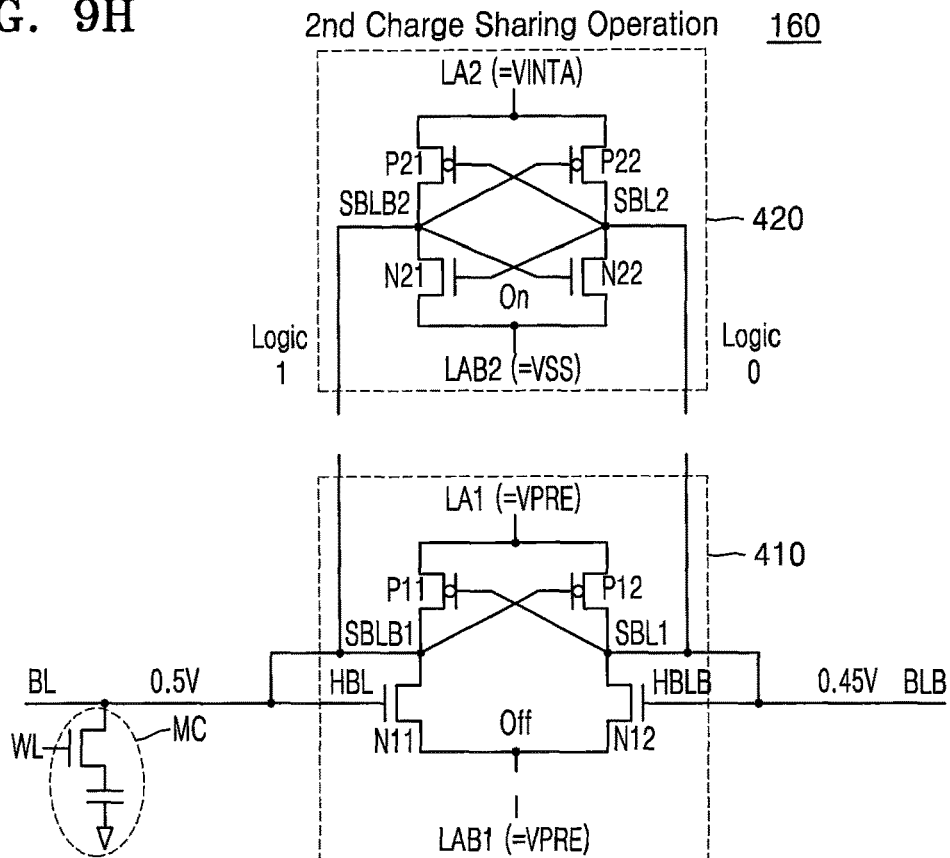 G. 9H
2nd Charge Sharing Operation 160
LA2 (=VINTA)
P21 P22
SBLB2 SBL2
420
N21 N22
On
Logic 1
Logic 0
LAB2 (=VSS)
LA1 (=VPRE)
410
P11 P12
SBLB1 SBL1
BL 0.5V HBL HBLB 0.45V BLB
MC
WL
N11 Off N12
LAB1 (=VPRE)